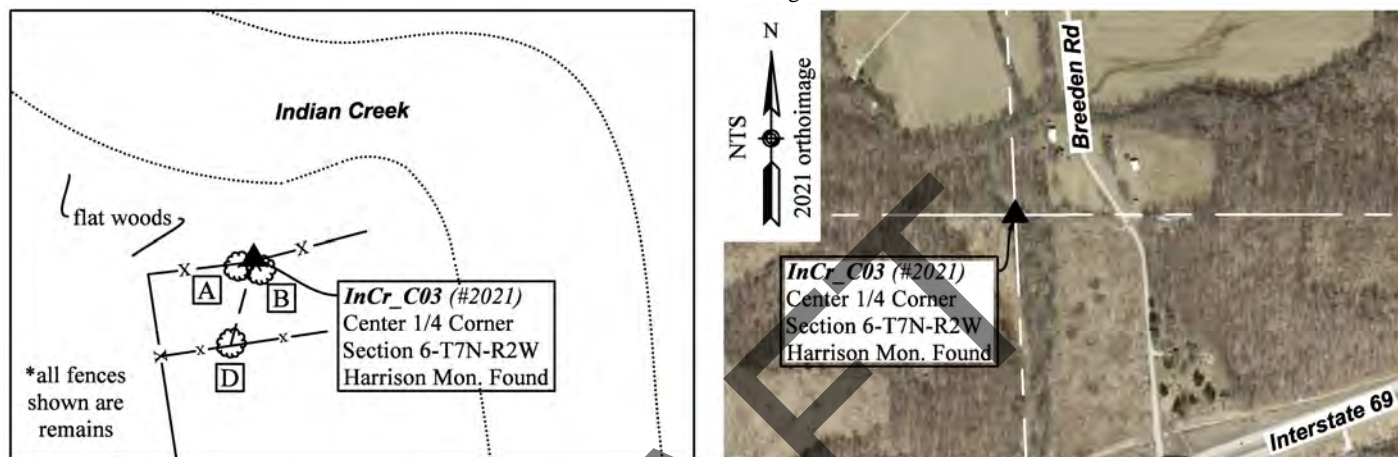 Indian Creek
flat woods
X
X
A
B
InCr_C03 (#2021)
Center 1/4 Corner
Section 6-T7N-R2W
Harrison Mon. Found
X
x
x
D
*all fences
shown are
remains
N
NTS
2021 orthoimage
Breeden Rd
InCr_C03 (#2021)
Center 1/4 Corner
Section 6-T7N-R2W
Harrison Mon. Found
Interstate 69